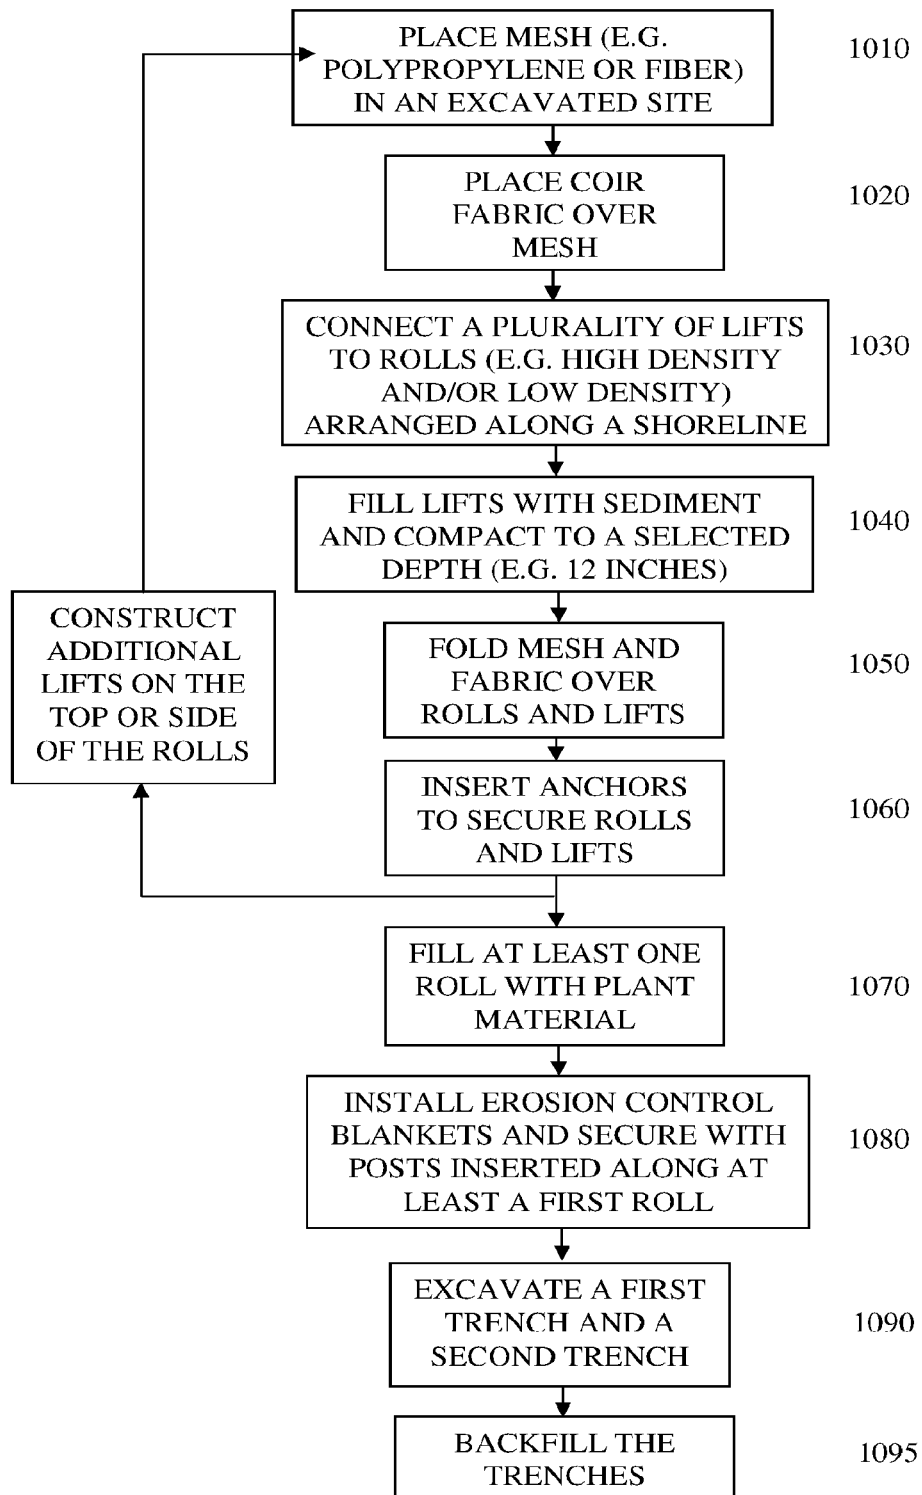 PLACE MESH (E.G.
POLYPROPYLENE OR FIBER)
IN AN EXCAVATED SITE
1010
PLACE COIR
FABRIC OVER
MESH
1020
CONNECT A PLURALITY OF LIFTS
TO ROLLS (E.G. HIGH DENSITY
AND/OR LOW DENSITY)
ARRANGED ALONG A SHORELINE
1030
FILL LIFTS WITH SEDIMENT
AND COMPACT TO A SELECTED
DEPTH (E.G. 12 INCHES)
1040
CONSTRUCT
ADDITIONAL
LIFTS ON THE
TOP OR SIDE
OF THE ROLLS
FOLD MESH AND
FABRIC OVER
ROLLS AND LIFTS
1050
INSERT ANCHORS
TO SECURE ROLLS
AND LIFTS
1060
FILL AT LEAST ONE
ROLL WITH PLANT
MATERIAL
1070
INSTALL EROSION CONTROL
BLANKETS AND SECURE WITH
POSTS INSERTED ALONG AT
LEAST A FIRST ROLL
1080
EXCAVATE A FIRST
TRENCH AND A
SECOND TRENCH
1090
BACKFILL THE
TRENCHES
1095